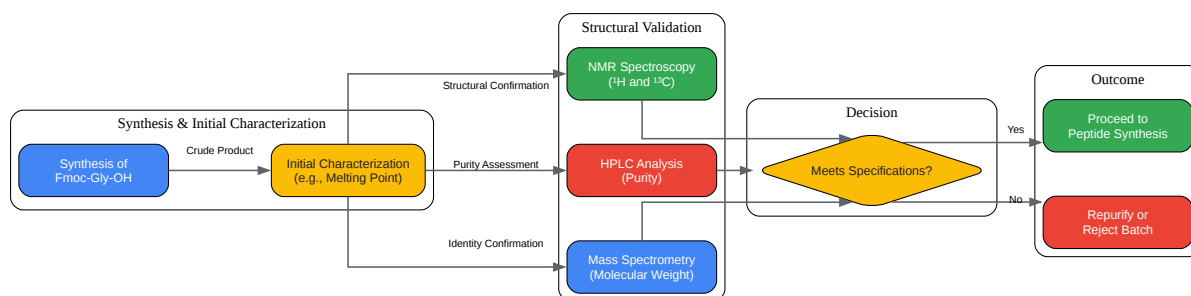 Synthesis & Initial Characterization
Synthesis of
Fmoc-Gly-OH
Crude Product
Initial Characterization
(e.g., Melting Point)
Structural Confirmation
Purity Assessment
Identity Confirmation
Structural Validation
NMR Spectroscopy
(¹H and ¹³C)
HPLC Analysis
(Purity)
Mass Spectrometry
(Molecular Weight)
Decision
Meets Specifications?
Yes
No
Outcome
Proceed to
Peptide Synthesis
Repurify or
Reject Batch